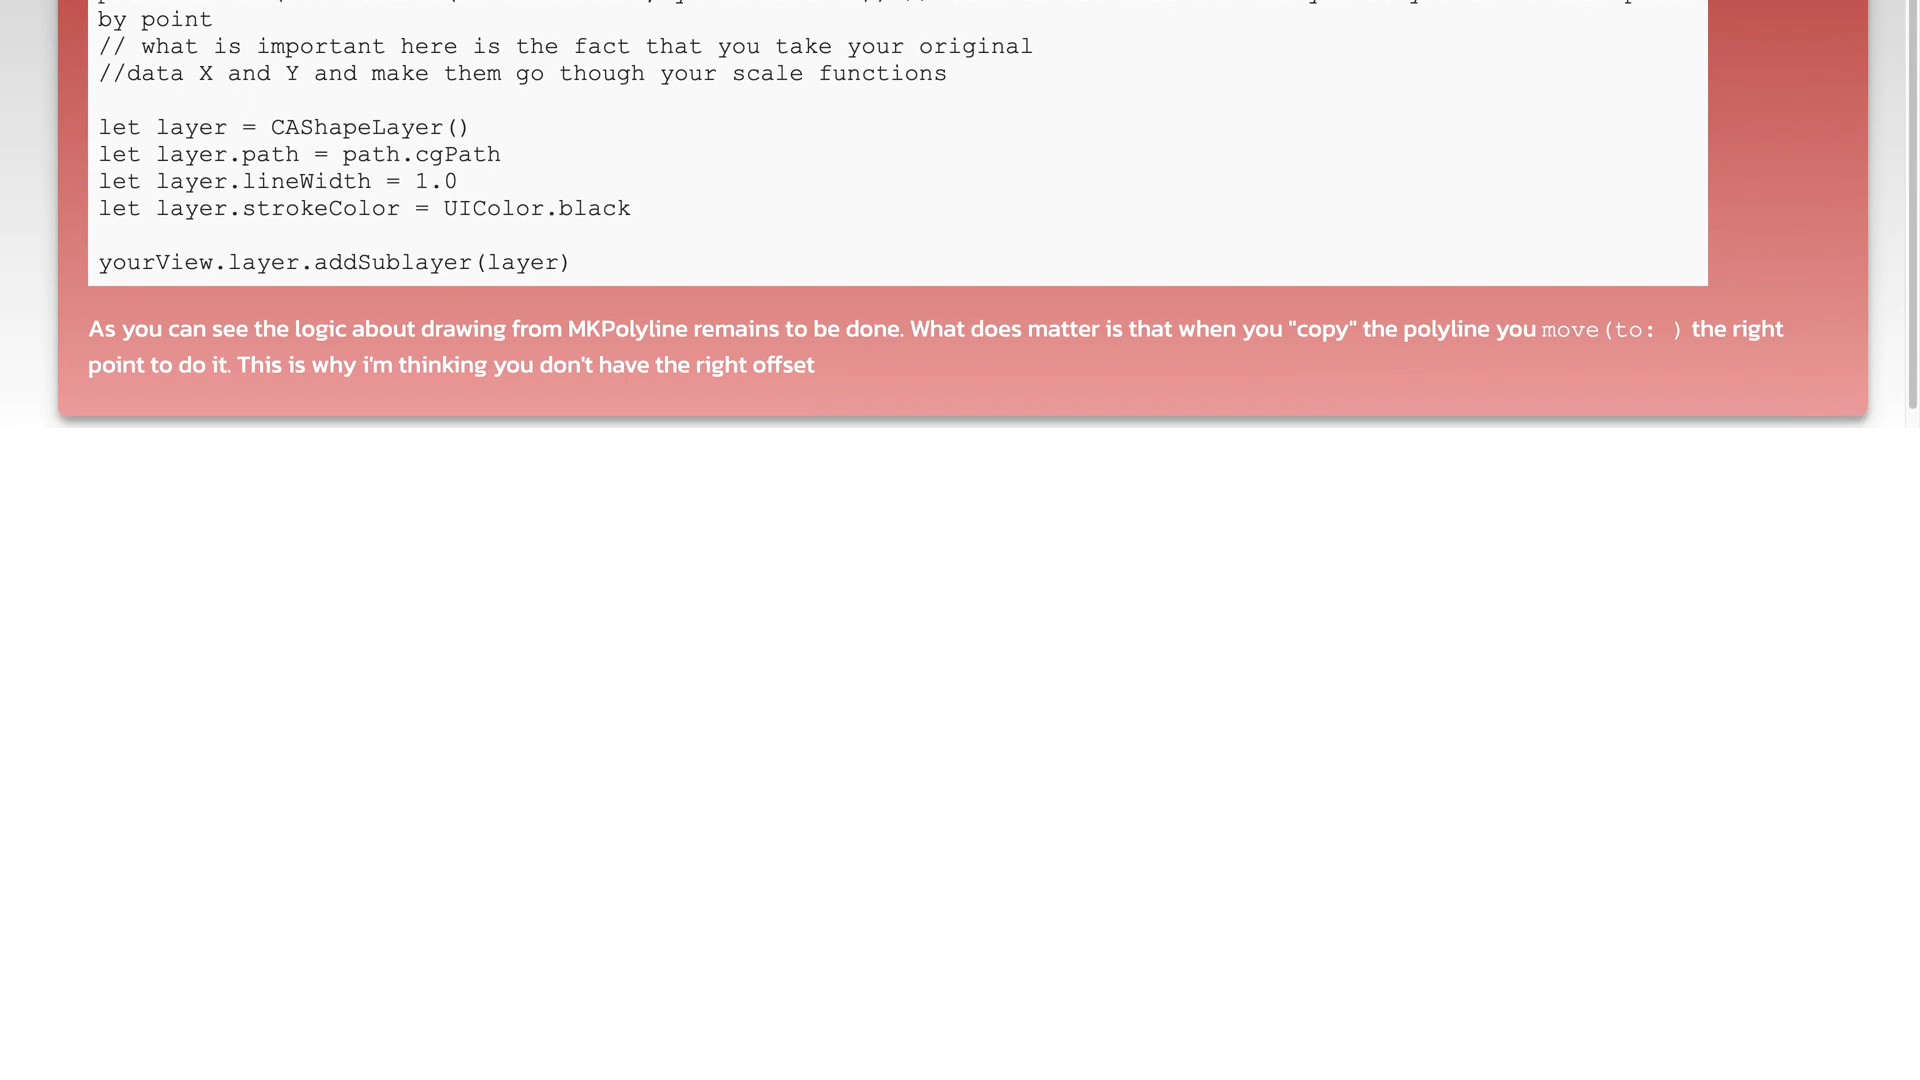 by point
// what is important here is the fact that you take your original
//data X and Y and make them go though your scale functions
let layer = CAShapeLayer()
let layer.path = path.cgPath
let layer.lineWidth = 1.0
let layer.strokeColor = UIColor.black
yourView.layer.addSublayer(layer)
As you can see the logic about drawing from MKPolyline remains to be done. What does matter is that when you "copy" the polyline you move(to: ) the right
point to do it. This is why i'm thinking you don't have the right offset